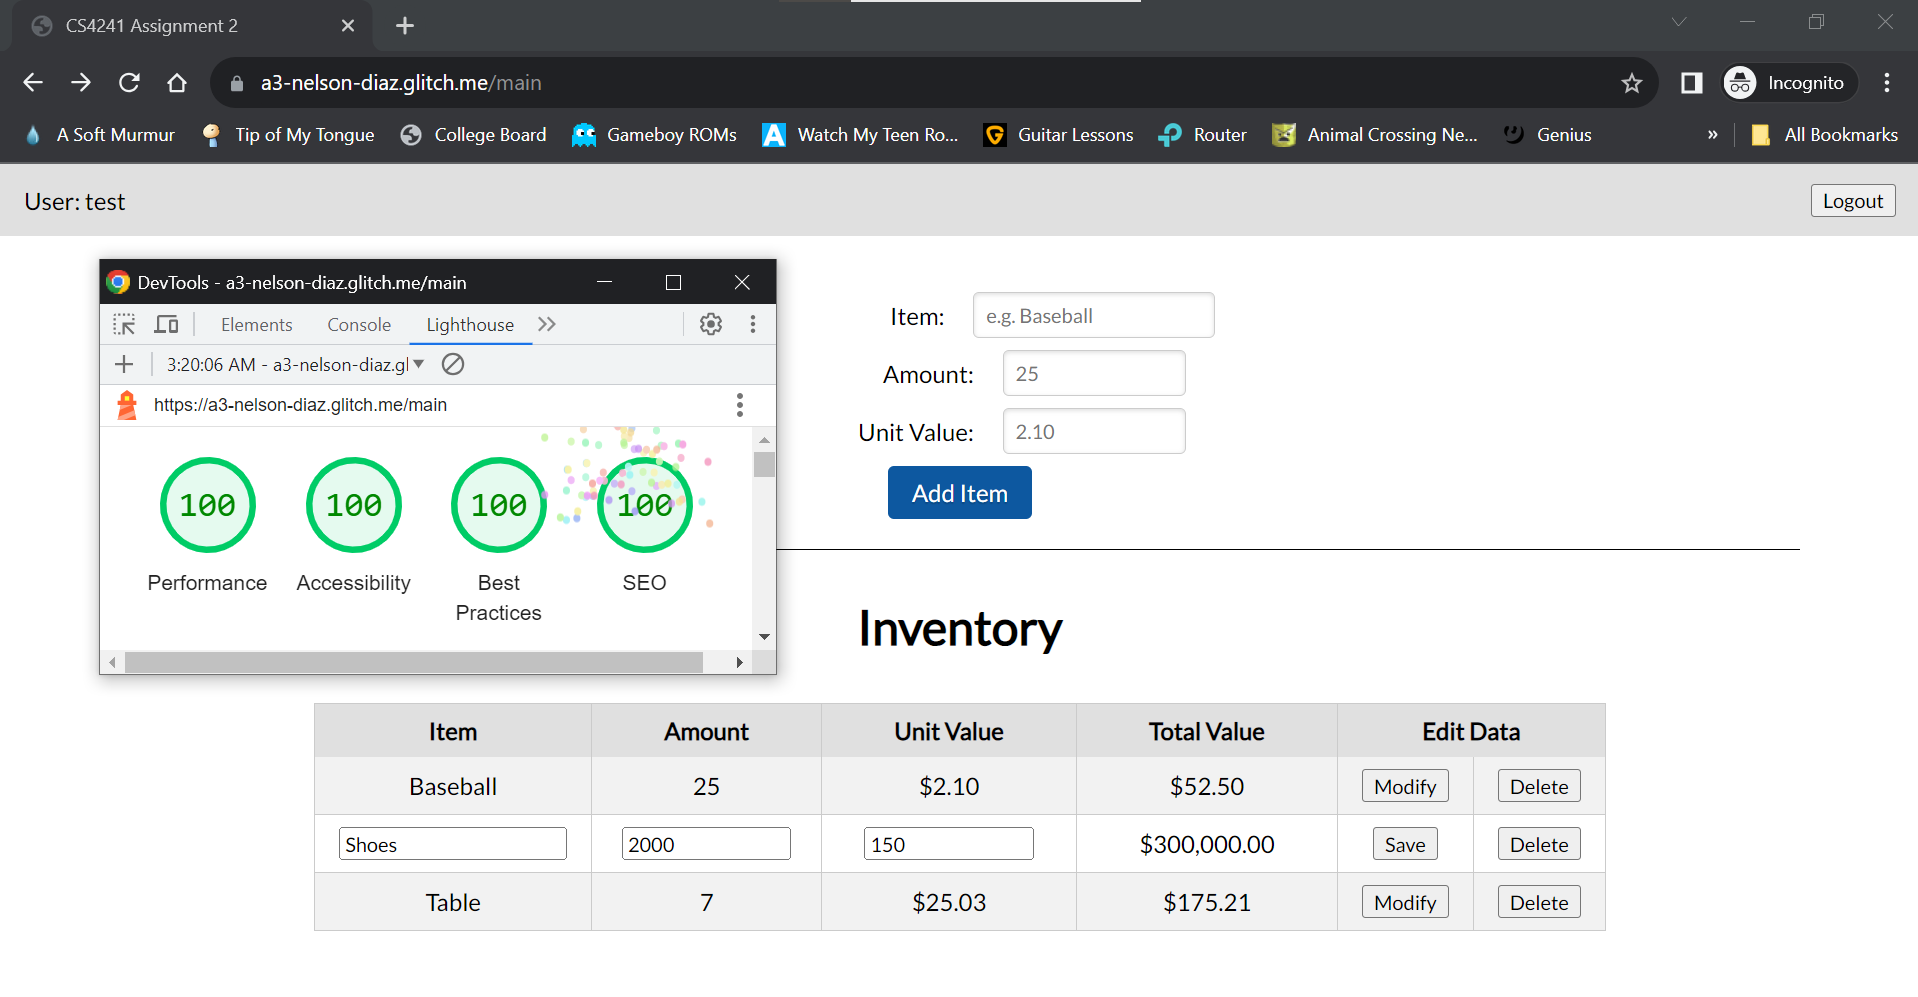 CS4241 Assignment 2
a3-nelson-diaz.glitch.me/main
Incognito
A Soft Murmur
Tip of My Tongue
College Board
Gameboy ROMs
Watch My Teen Ro...
Guitar Lessons
Router
Animal Crossing Ne...
Genius
»
All Bookmarks
User: test
Logout
DevTools - a3-nelson-diaz.glitch.me/main
Elements Console Lighthouse
3:20:06 AM - a3-nelson-diaz.gl
https://a3-nelson-diaz.glitch.me/main
100 100 100 100
Performance Accessibility Best Practices SEO
Item: e.g. Baseball
Amount: 25
Unit Value: 2.10
Add Item
Inventory
Item Amount Unit Value Total Value Edit Data
Baseball 25 $2.10 $52.50 Modify Delete
Shoes 2000 150 $300,000.00 Save Delete
Table 7 $25.03 $175.21 Modify Delete